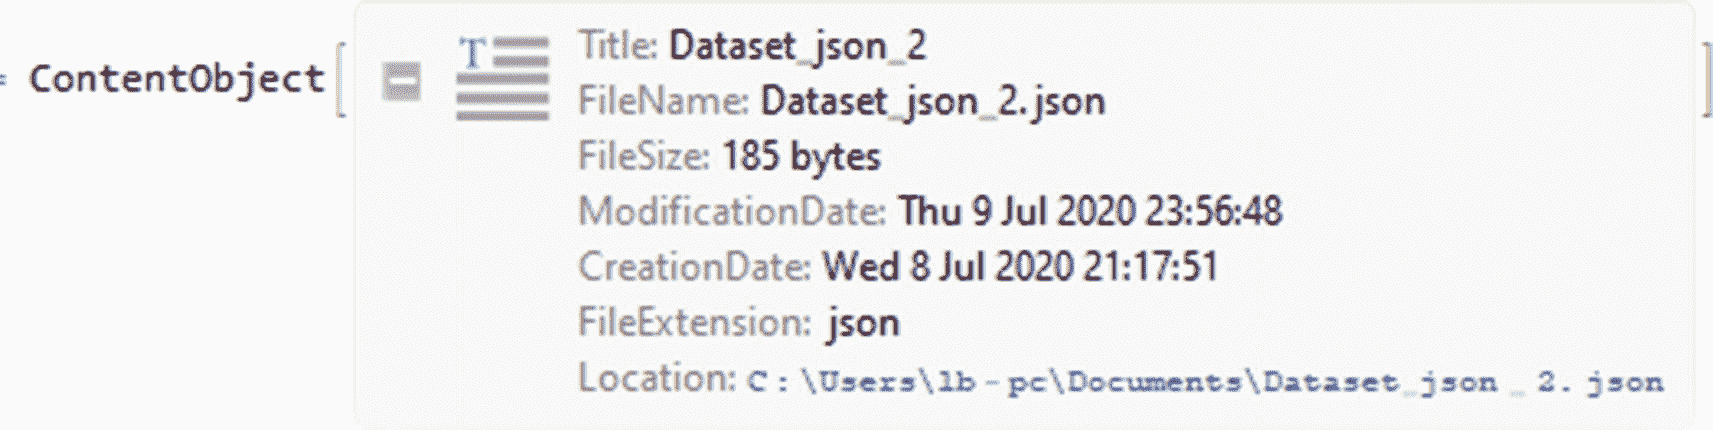 = ContentObject[
T
Title: Dataset_json_2
FileName: Dataset_json_2.json
FileSize: 185 bytes
ModificationDate: Thu 9 Jul 2020 23:56:48
CreationDate: Wed 8 Jul 2020 21:17:51
FileExtension: json
Location: C:\Users\lb-pc\Documents\Dataset_json_2.json
]